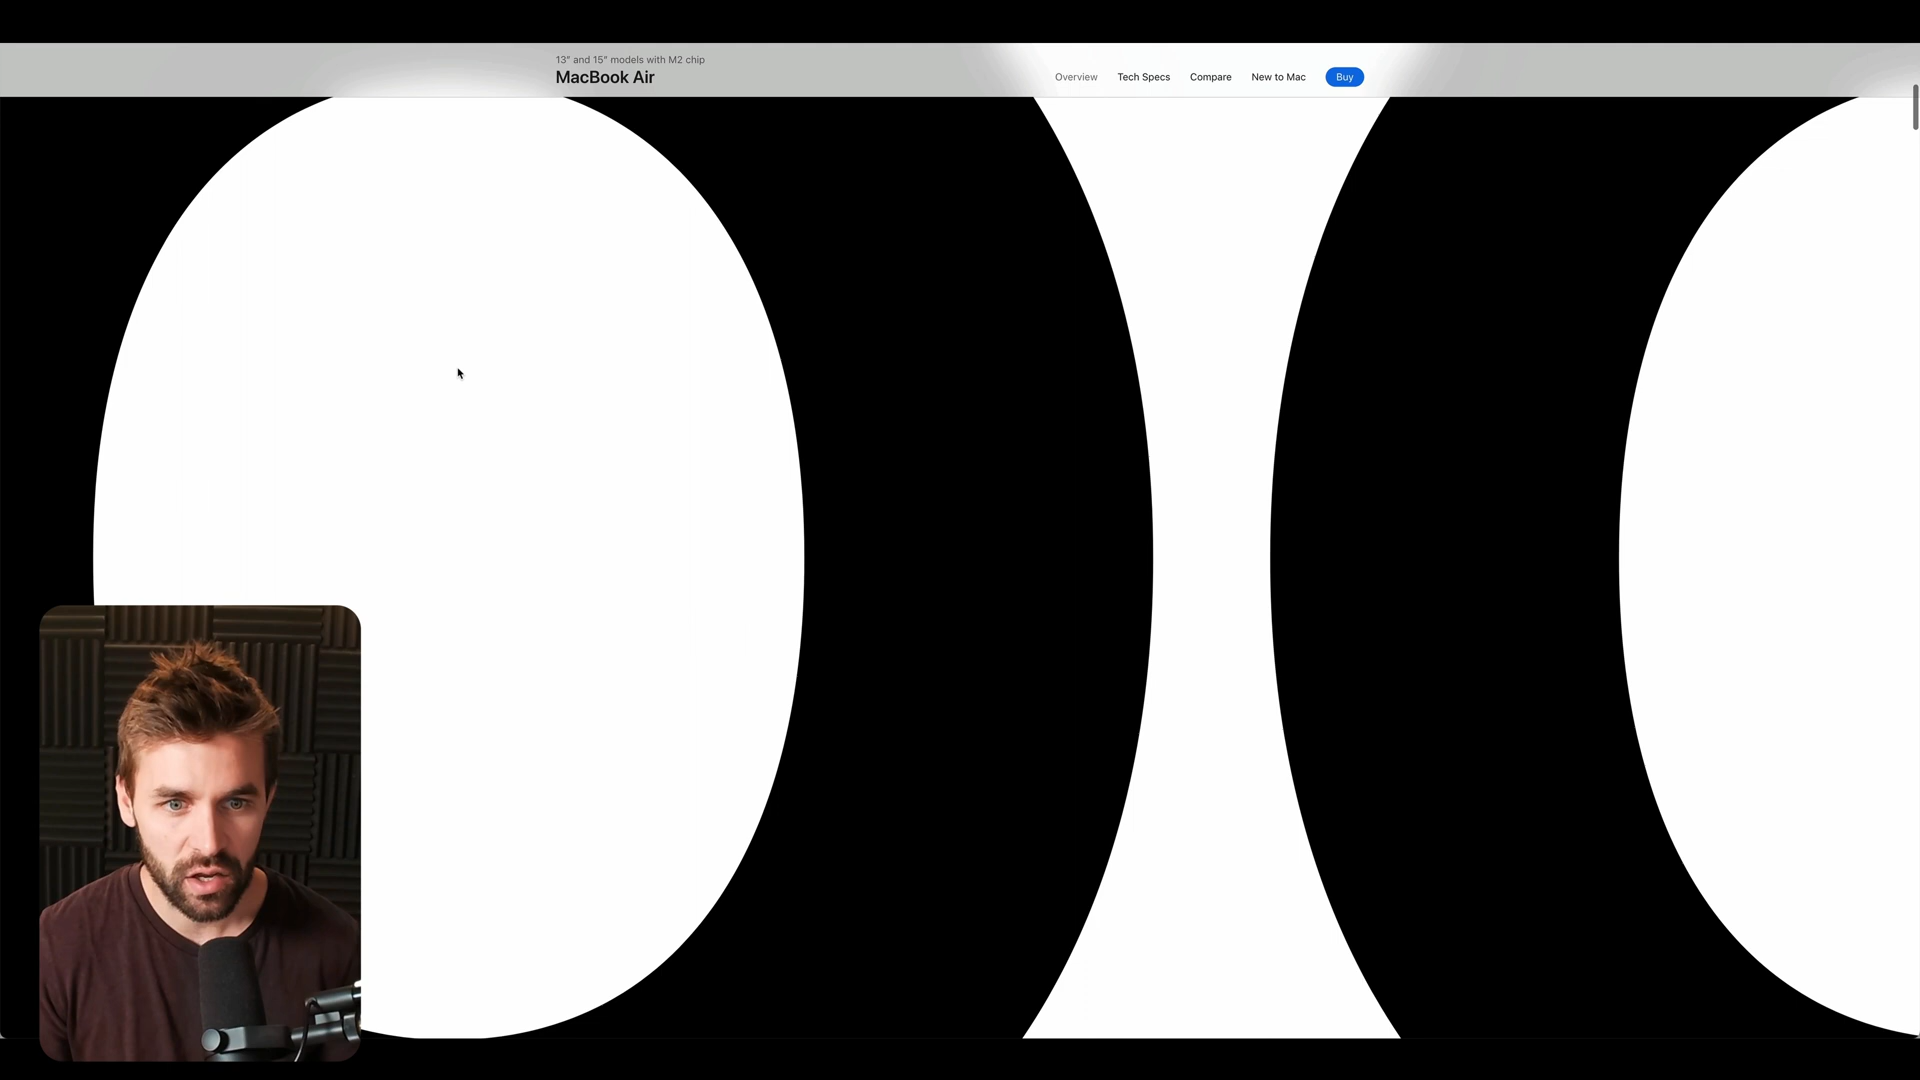 13" and 15" models with M2 chip
MacBook Air
Overview Tech Specs Compare New to Mac Buy